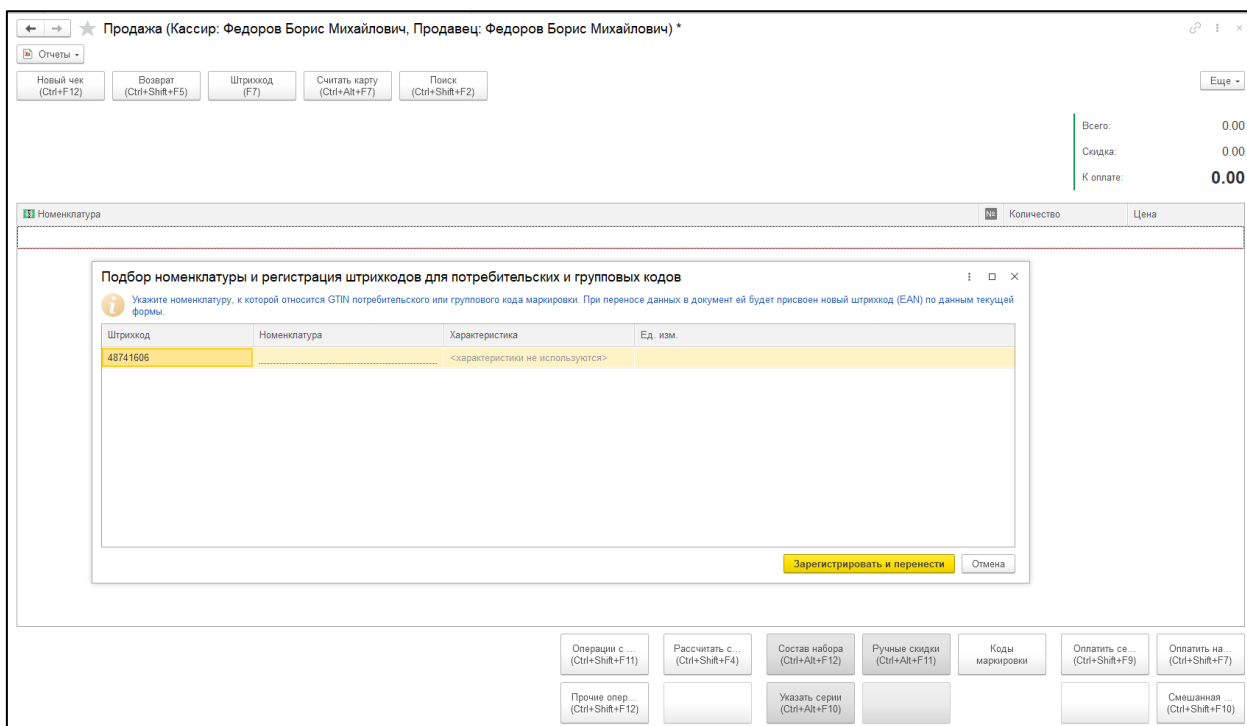 Продажа (Кассир: Федоров Борис Михайлович, Продавец: Федоров Борис Михайлович) *
Отчеты
Новый чек
(Ctrl+F12)
Возврат
(Ctrl+Shift+F5)
Штрихкод
(F7)
Считать карту
(Ctrl+Alt+F7)
Поиск
(Ctrl+Shift+F2)
Еще
Всего: 0.00
Скидка: 0.00
К оплате: 0.00
Номенклатура N≡ Количество Цена
Подбор номенклатуры и регистрация штрихкодов для потребительских и групповых кодов
Укажите номенклатуру, к которой относится GTIN потребительского или группового кода маркировки. При переносе данных в документ ей будет присвоен новый штрихкод (EAN) по данным текущей
формы.
Штрихкод Номенклатура Характеристика Ед. изм.
48741606 <характеристики не используются>
Зарегистрировать и перенести Отмена
Операции с ...
(Ctrl+Shift+F11)
Рассчитать с...
(Ctrl+Shift+F4)
Состав набора
(Ctrl+Alt+F12)
Ручные скидки
(Ctrl+Alt+F11)
Коды
маркировки
Оплатить се...
(Ctrl+Shift+F9)
Оплатить на...
(Ctrl+Shift+F7)
Прочие опер...
(Ctrl+Shift+F12)
Указать серии
(Ctrl+Alt+F10)
Смешанная ...
(Ctrl+Shift+F10)